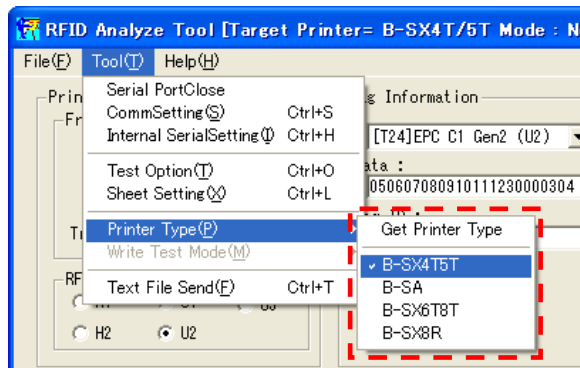 RFID Analyze Tool [Target Printer= B-SX4T/5T Mode : N
File(F) Tool(T) Help(H)
Serial PortClose
CommSetting(S) Ctrl+S
Internal SerialSetting(I) Ctrl+H
Test Option(T) Ctrl+O
Sheet Setting(X) Ctrl+L
Printer Type(P)
Write Test Mode(M)
Text File Send(F) Ctrl+T
Prin
Fr
RF
H2 U2
Information
[T24]EPC C1 Gen2 (U2)
ata :
050607080910111230000304
Get Printer Type
B-SX4T5T
B-SA
B-SX6T8T
B-SX8R